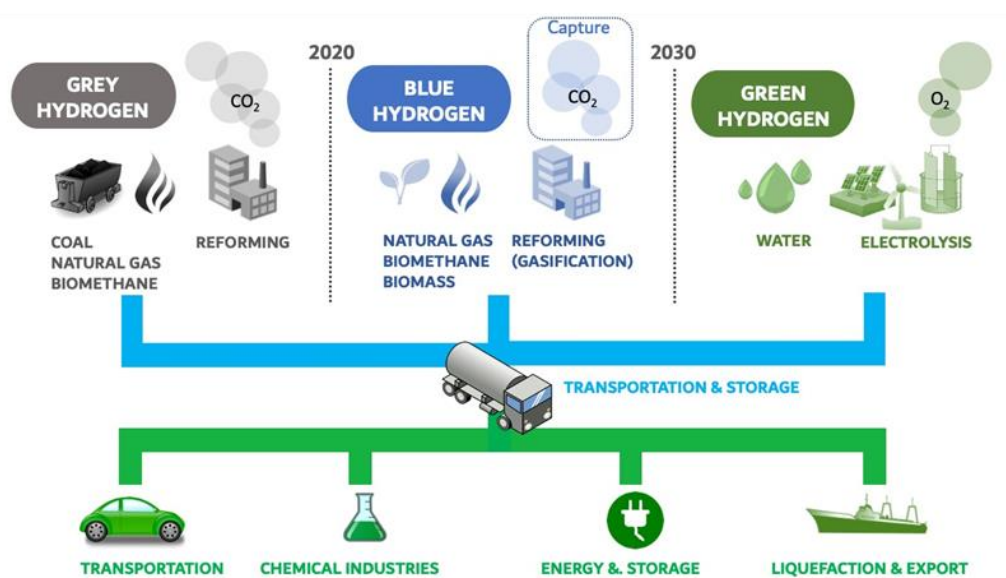 2020
2030
Capture
GREY
HYDROGEN
CO₂
BLUE
HYDROGEN
CO₂
GREEN
HYDROGEN
O₂
COAL
NATURAL GAS
BIOMETHANE
REFORMING
NATURAL GAS
BIOMETHANE
BIOMASS
REFORMING
(GASIFICATION)
WATER
ELECTROLYSIS
TRANSPORTATION & STORAGE
TRANSPORTATION
CHEMICAL INDUSTRIES
ENERGY &. STORAGE
LIQUEFACTION & EXPORT